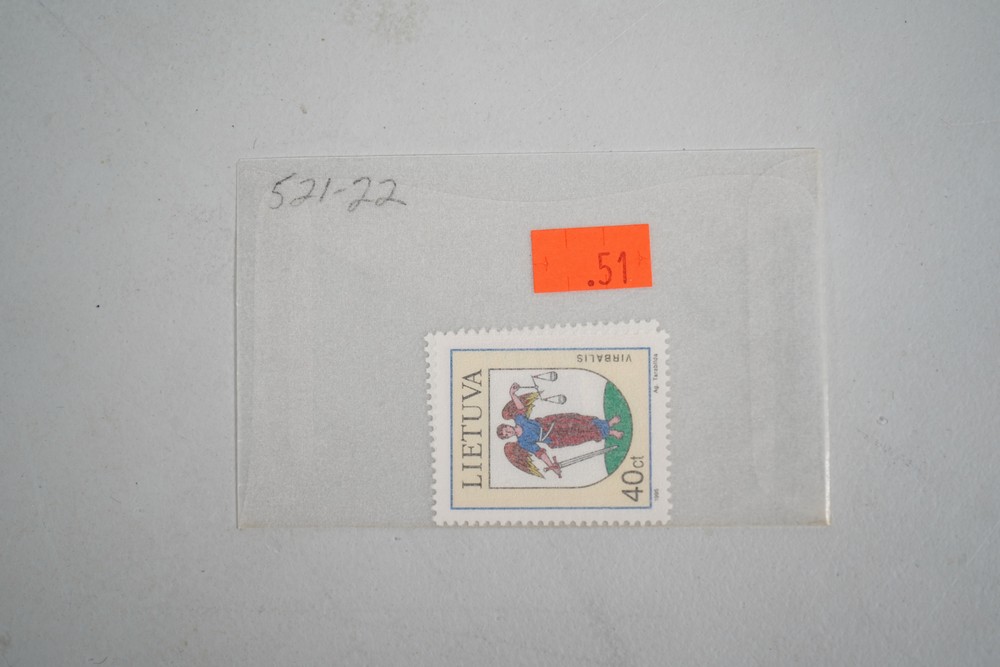 521-22
.51
LIETUVA
VIRBALIS
40ct